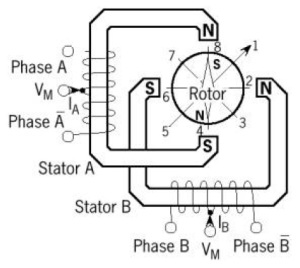 N
8
1
7
S
Phase A
S
2
N
V_M
6
Rotor
I_A
N
Phase A̅
5
4
3
S
Stator A
Stator B
I_B
Phase B
V_M
Phase B̅